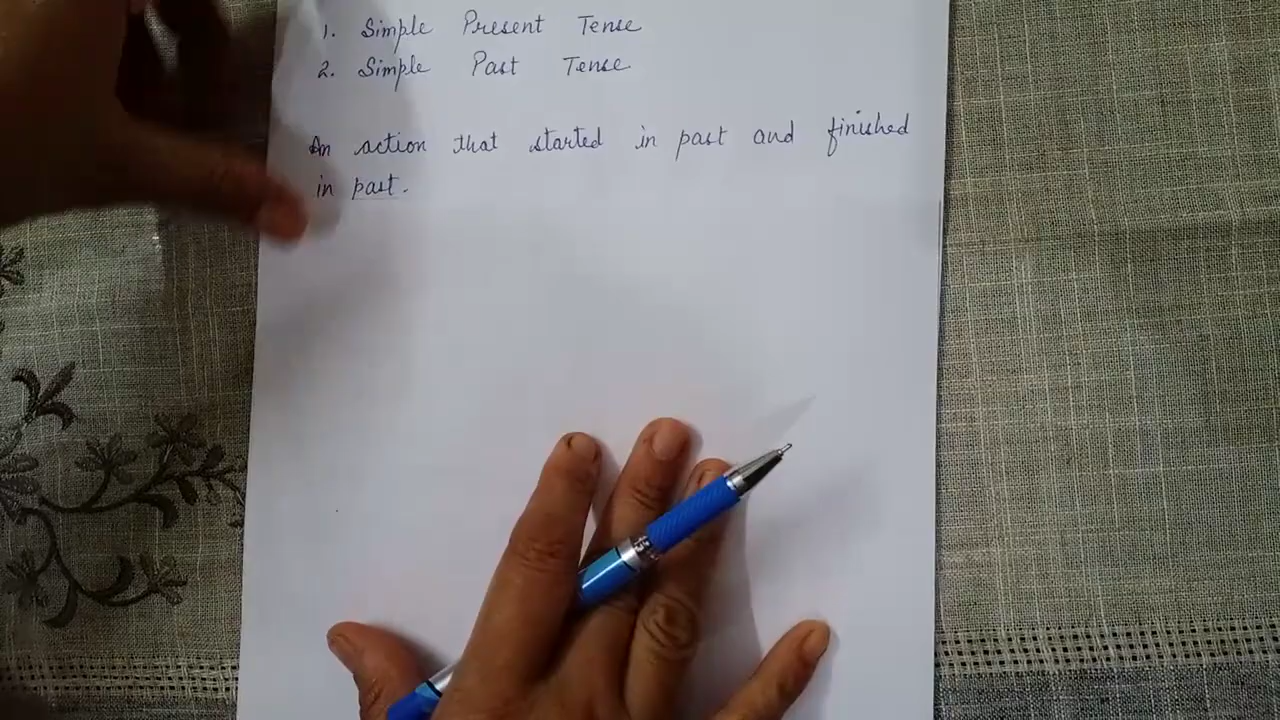 1. Simple Present Tense
2. Simple Past Tense
An action that started in past and finished
in past.